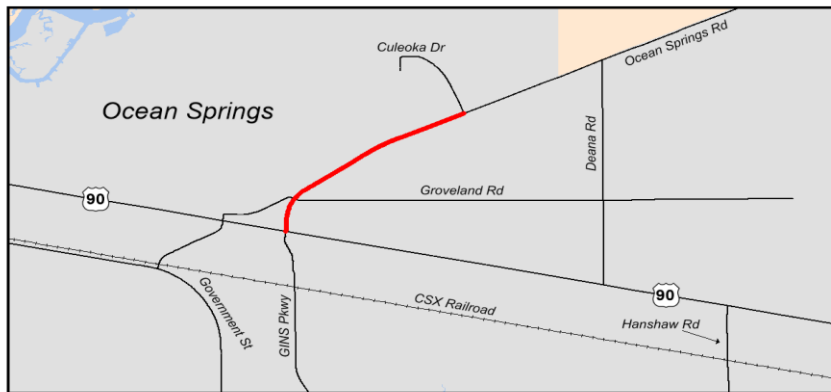 Culeoka Dr
Ocean Springs Rd
Ocean Springs
Deana Rd
Groveland Rd
90
Government St
GINS Pkwy
CSX Railroad
90
Hanshaw Rd